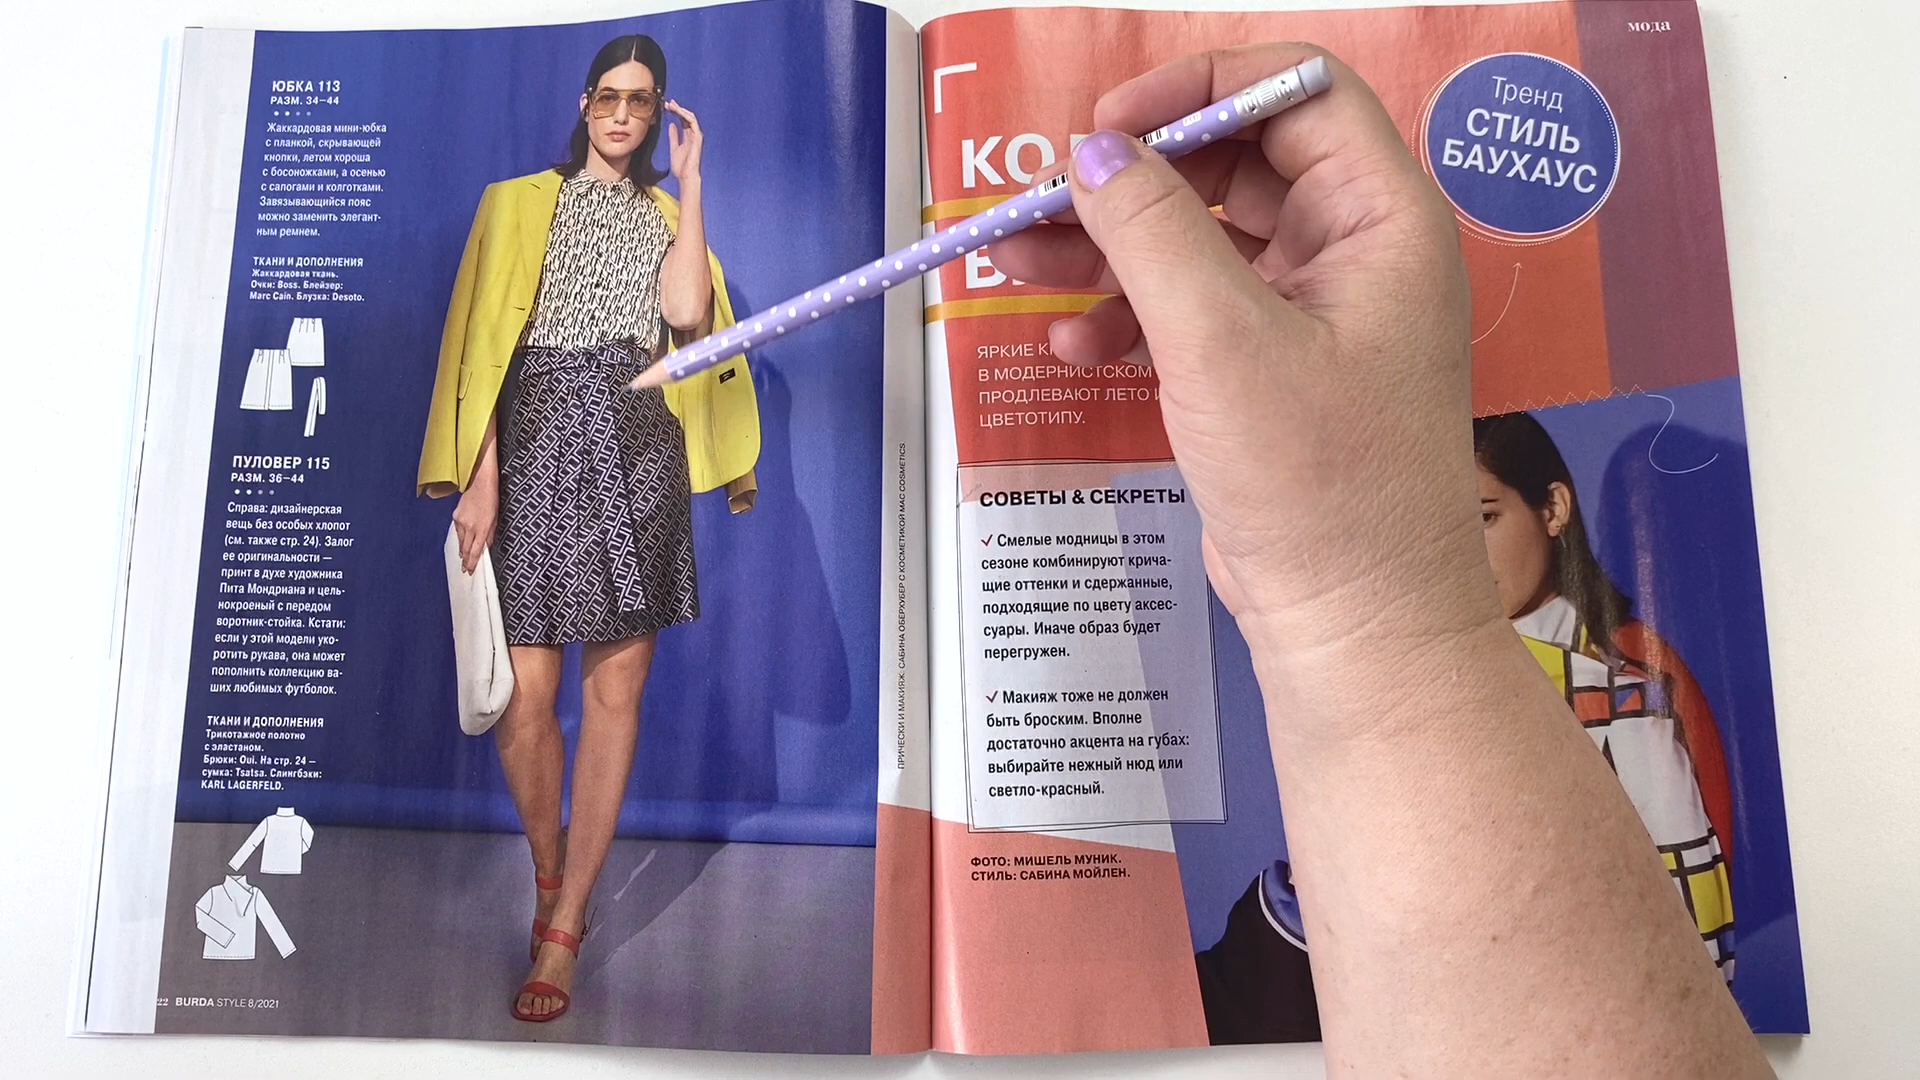 ЮБКА 113
РАЗМ. 34–44
Жаккардовая мини-юбка
с планкой, скрывающей
кнопки, летом хороша
с босоножками, а осенью
с сапогами и колготками.
Завязывающийся пояс
можно заменить элегант-
ным ремнем.
ТКАНИ И ДОПОЛНЕНИЯ
Жаккардовая ткань.
Очки: Boss. Блейзер:
Marc Cain. Блузка: Desoto.
ПУЛОВЕР 115
РАЗМ. 36–44
Справа: дизайнерская
вещь без особых хлопот
(см. также стр. 24). Залог
ее оригинальности —
принт в духе художника
Пита Мондриана и цель-
нокроеный с передом
воротник-стойка. Кстати:
если у этой модели уко-
ротить рукава, она может
пополнить коллекцию ва-
ших любимых футболок.
ТКАНИ И ДОПОЛНЕНИЯ
Трикотажное полотно
с эластаном.
Брюки: Oui. На стр. 24 —
сумка: Tsatsa. Слингбэки:
KARL LAGERFELD.
22 BURDA STYLE 8/2021
ПРИЧЕСКИ И МАКИЯЖ: САБИНА ОБЕРХУБЕР С КОСМЕТИКОЙ MAC COSMETICS.
мода
Тренд
СТИЛЬ
БАУХАУС
ЯРКИЕ
В МОДЕРНИСТСКОМ
ПРОДЛЕВАЮТ ЛЕТО
ЦВЕТОТИПУ.
СОВЕТЫ & СЕКРЕТЫ
✓ Смелые модницы в этом
сезоне комбинируют крича-
щие оттенки и сдержанные,
подходящие по цвету аксес-
суары. Иначе образ будет
перегружен.
✓ Макияж тоже не должен
быть броским. Вполне
достаточно акцента на губах:
выбирайте нежный нюд или
светло-красный.
ФОТО: МИШЕЛЬ МУНИК.
СТИЛЬ: САБИНА МОЙЛЕН.